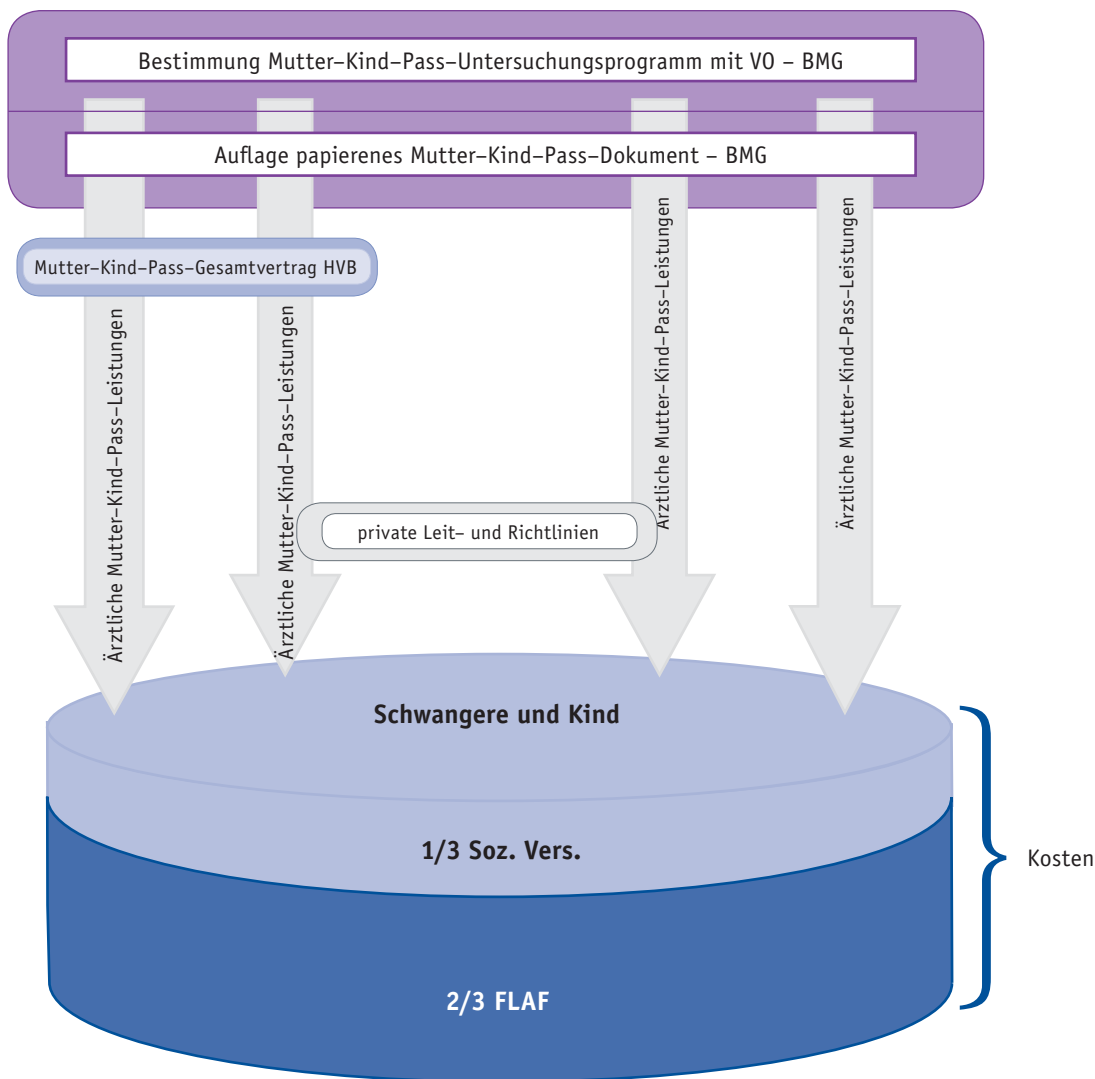 Bestimmung Mutter–Kind–Pass–Untersuchungsprogramm mit VO – BMG
Auflage papierenes Mutter–Kind–Pass–Dokument – BMG
Mutter–Kind–Pass–Gesamtvertrag HVB
Ärztliche Mutter–Kind–Pass–Leistungen
Ärztliche Mutter–Kind–Pass–Leistungen
Ärztliche Mutter–Kind–Pass–Leistungen
Ärztliche Mutter–Kind–Pass–Leistungen
private Leit– und Richtlinien
Schwangere und Kind
1/3 Soz. Vers.
Kosten
2/3 FLAF